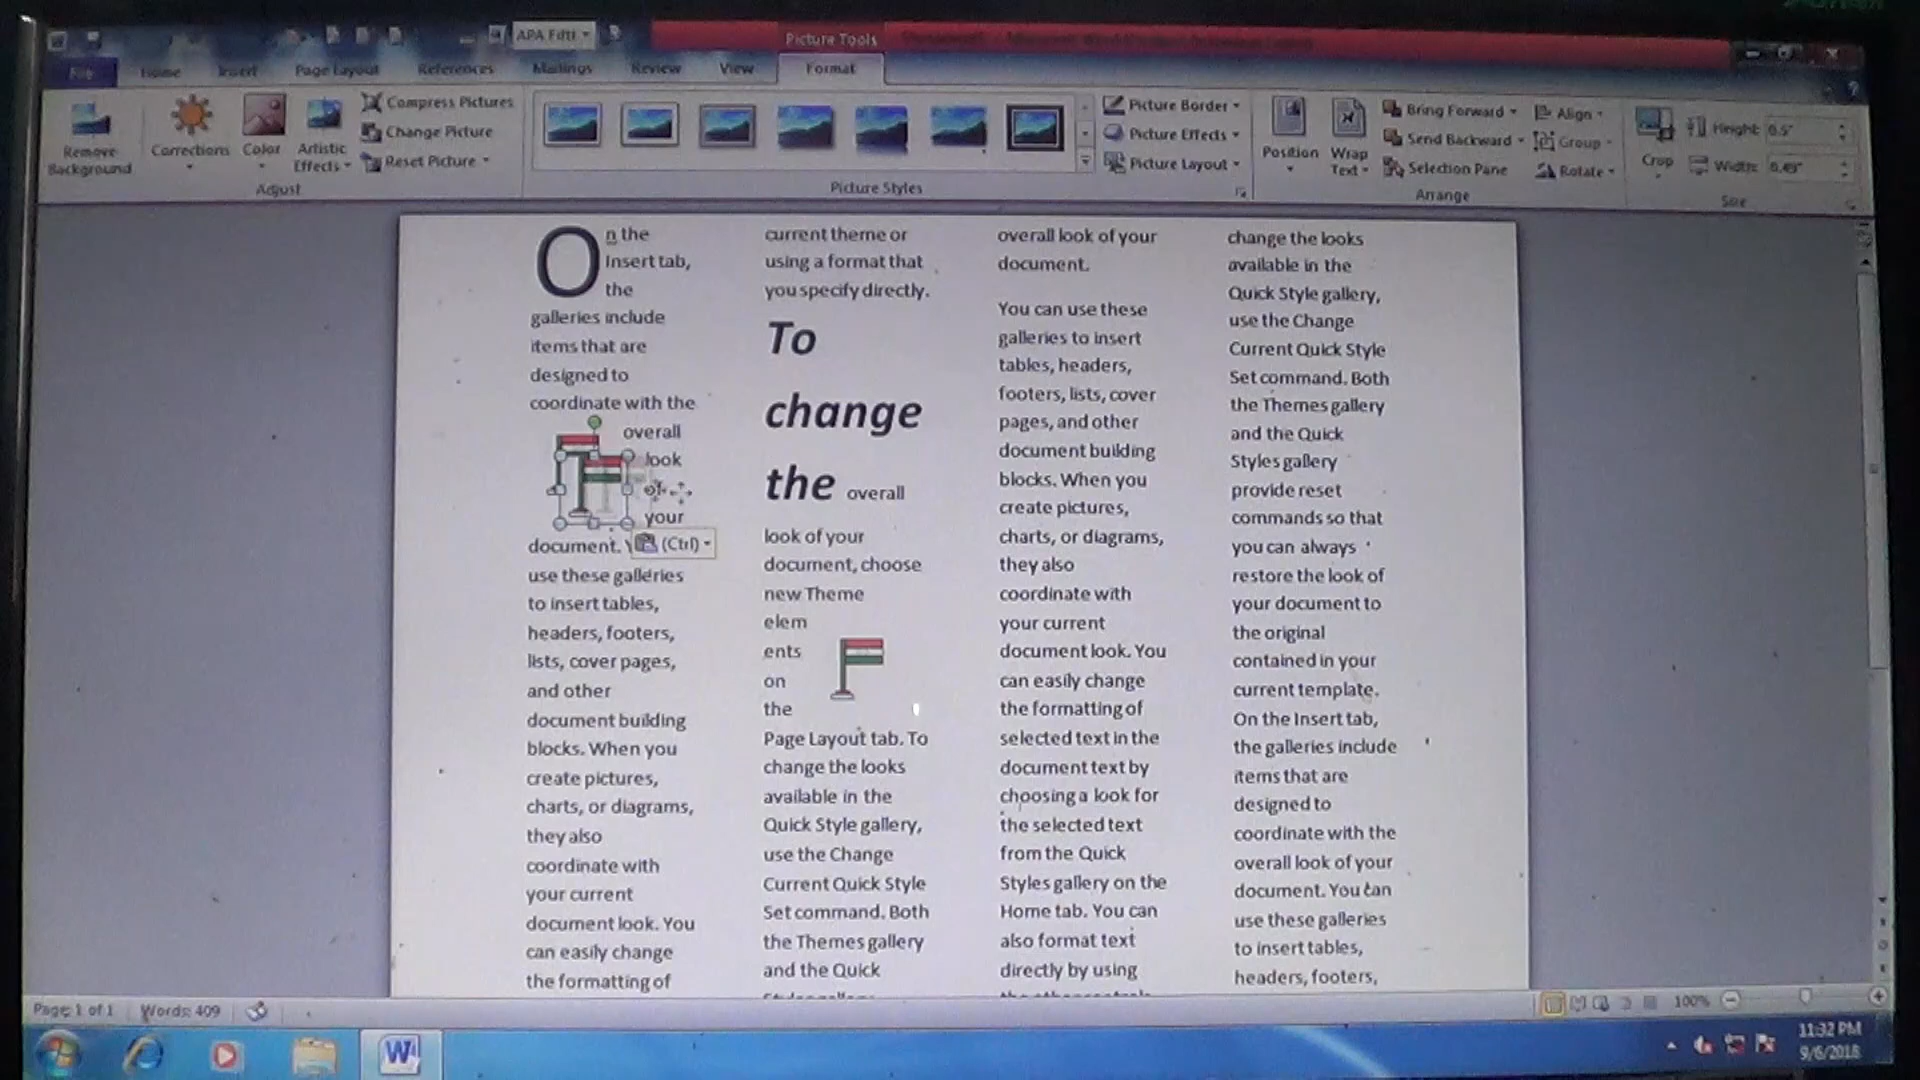 APA Edti
Picture Tools
File Home Insert Page Layout References Mailings Review View Format
Remove Background
Corrections
Color
Artistic Effects
Compress Pictures
Change Picture
Reset Picture
Adjust
Picture Styles
Picture Border
Picture Effects
Picture Layout
Position
Wrap Text
Bring Forward
Send Backward
Selection Pane
Align
Group
Rotate
Arrange
Crop
Height: 0.5"
Width: 0.49"
Size
On the
Insert tab,
the
galleries include
items that are
designed to
coordinate with the
overall
look
of
your
document.
(Ctrl)
use these galleries
to insert tables,
headers, footers,
lists, cover pages,
and other
document building
blocks. When you
create pictures,
charts, or diagrams,
they also
coordinate with
your current
document look. You
can easily change
the formatting of
current theme or
using a format that
you specify directly.
To
change
the overall
look of your
document, choose
new Theme
elem
ents
on
the
Page Layout tab. To
change the looks
available in the
Quick Style gallery,
use the Change
Current Quick Style
Set command. Both
the Themes gallery
and the Quick
overall look of your
document.
You can use these
galleries to insert
tables, headers,
footers, lists, cover
pages, and other
document building
blocks. When you
create pictures,
charts, or diagrams,
they also
coordinate with
your current
document look. You
can easily change
the formatting of
selected text in the
document text by
choosing a look for
the selected text
from the Quick
Styles gallery on the
Home tab. You can
also format text
directly by using
change the looks
available in the
Quick Style gallery,
use the Change
Current Quick Style
Set command. Both
the Themes gallery
and the Quick
Styles gallery
provide reset
commands so that
you can always
restore the look of
your document to
the original
contained in your
current template.
On the Insert tab,
the galleries include
items that are
designed to
coordinate with the
overall look of your
document. You can
use these galleries
to insert tables,
headers, footers,
Page: 1 of 1 Words: 409
100%
11:32 PM
9/6/2018